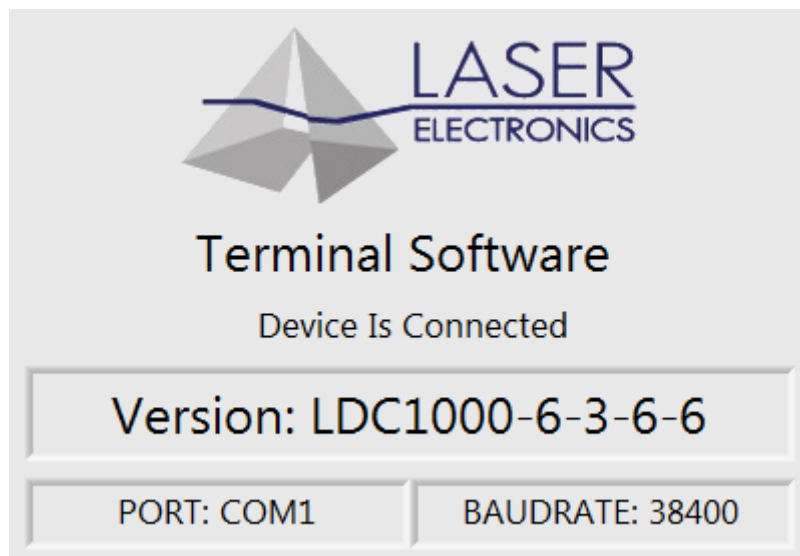 LASER
ELECTRONICS
Terminal Software
Device Is Connected
Version: LDC1000-6-3-6-6
PORT: COM1
BAUDRATE: 38400